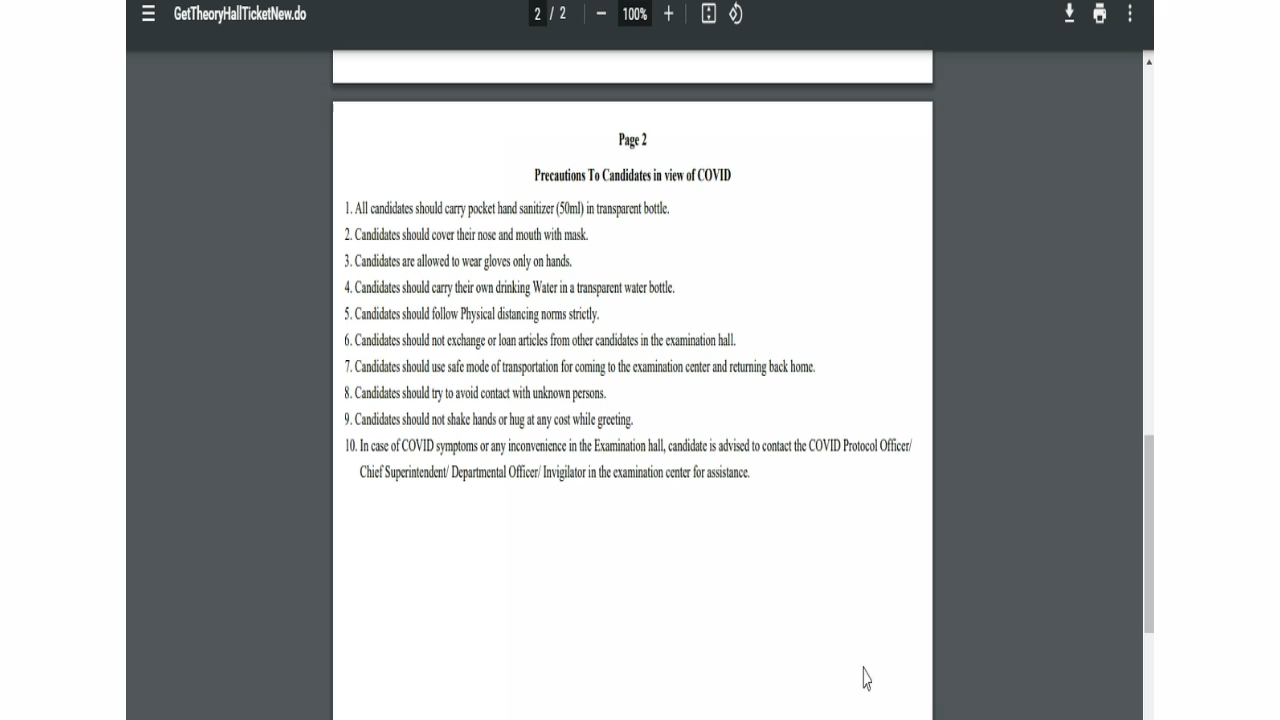 GetTheoryHallTicketNew.do
2 / 2
100%
Page 2
Precautions To Candidates in view of COVID
1. All candidates should carry pocket hand sanitizer (50ml) in transparent bottle.
2. Candidates should cover their nose and mouth with mask.
3. Candidates are allowed to wear gloves only on hands.
4. Candidates should carry their own drinking Water in a transparent water bottle.
5. Candidates should follow Physical distancing norms strictly.
6. Candidates should not exchange or loan articles from other candidates in the examination hall.
7. Candidates should use safe mode of transportation for coming to the examination center and returning back home.
8. Candidates should try to avoid contact with unknown persons.
9. Candidates should not shake hands or hug at any cost while greeting.
10. In case of COVID symptoms or any inconvenience in the Examination hall, candidate is advised to contact the COVID Protocol Officer/
Chief Superintendent/ Departmental Officer/ Invigilator in the examination center for assistance.